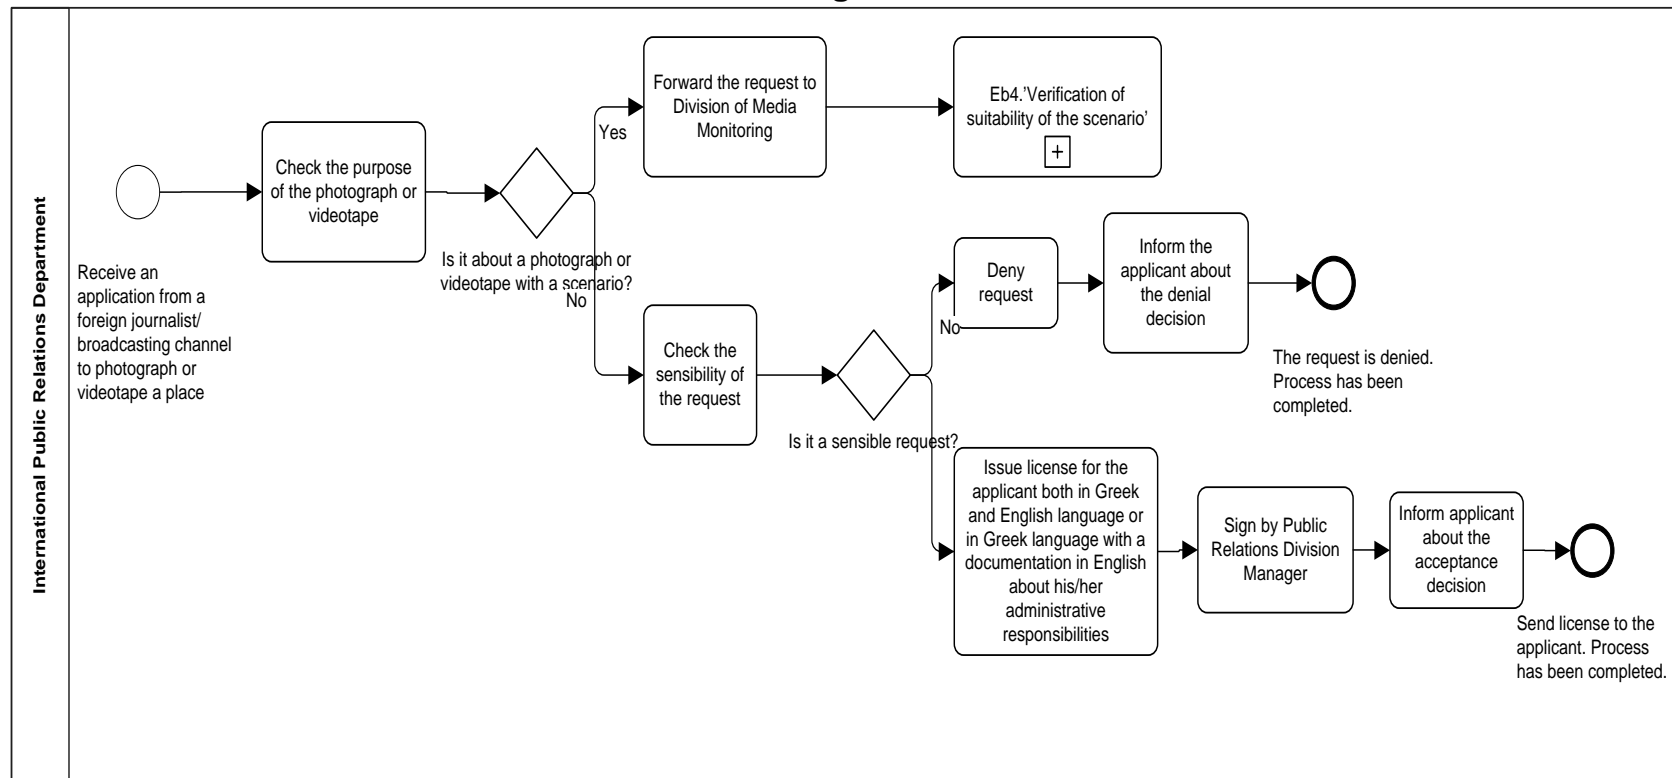 International Public Relations Department
Receive an
application from a
foreign journalist/
broadcasting channel
to photograph or
videotape a place
Check the purpose
of the photograph or
videotape
Is it about a photograph or
videotape with a scenario?
Yes
No
Forward the request to
Division of Media
Monitoring
Eb4.’Verification of
suitability of the scenario’
+
Check the
sensibility of
the request
Is it a sensible request?
No
Deny
request
Inform the
applicant about
the denial
decision
The request is denied.
Process has been
completed.
Issue license for the
applicant both in Greek
and English language or
in Greek language with a
documentation in English
about his/her
administrative
responsibilities
Sign by Public
Relations Division
Manager
Inform applicant
about the
acceptance
decision
Send license to the
applicant. Process
has been completed.